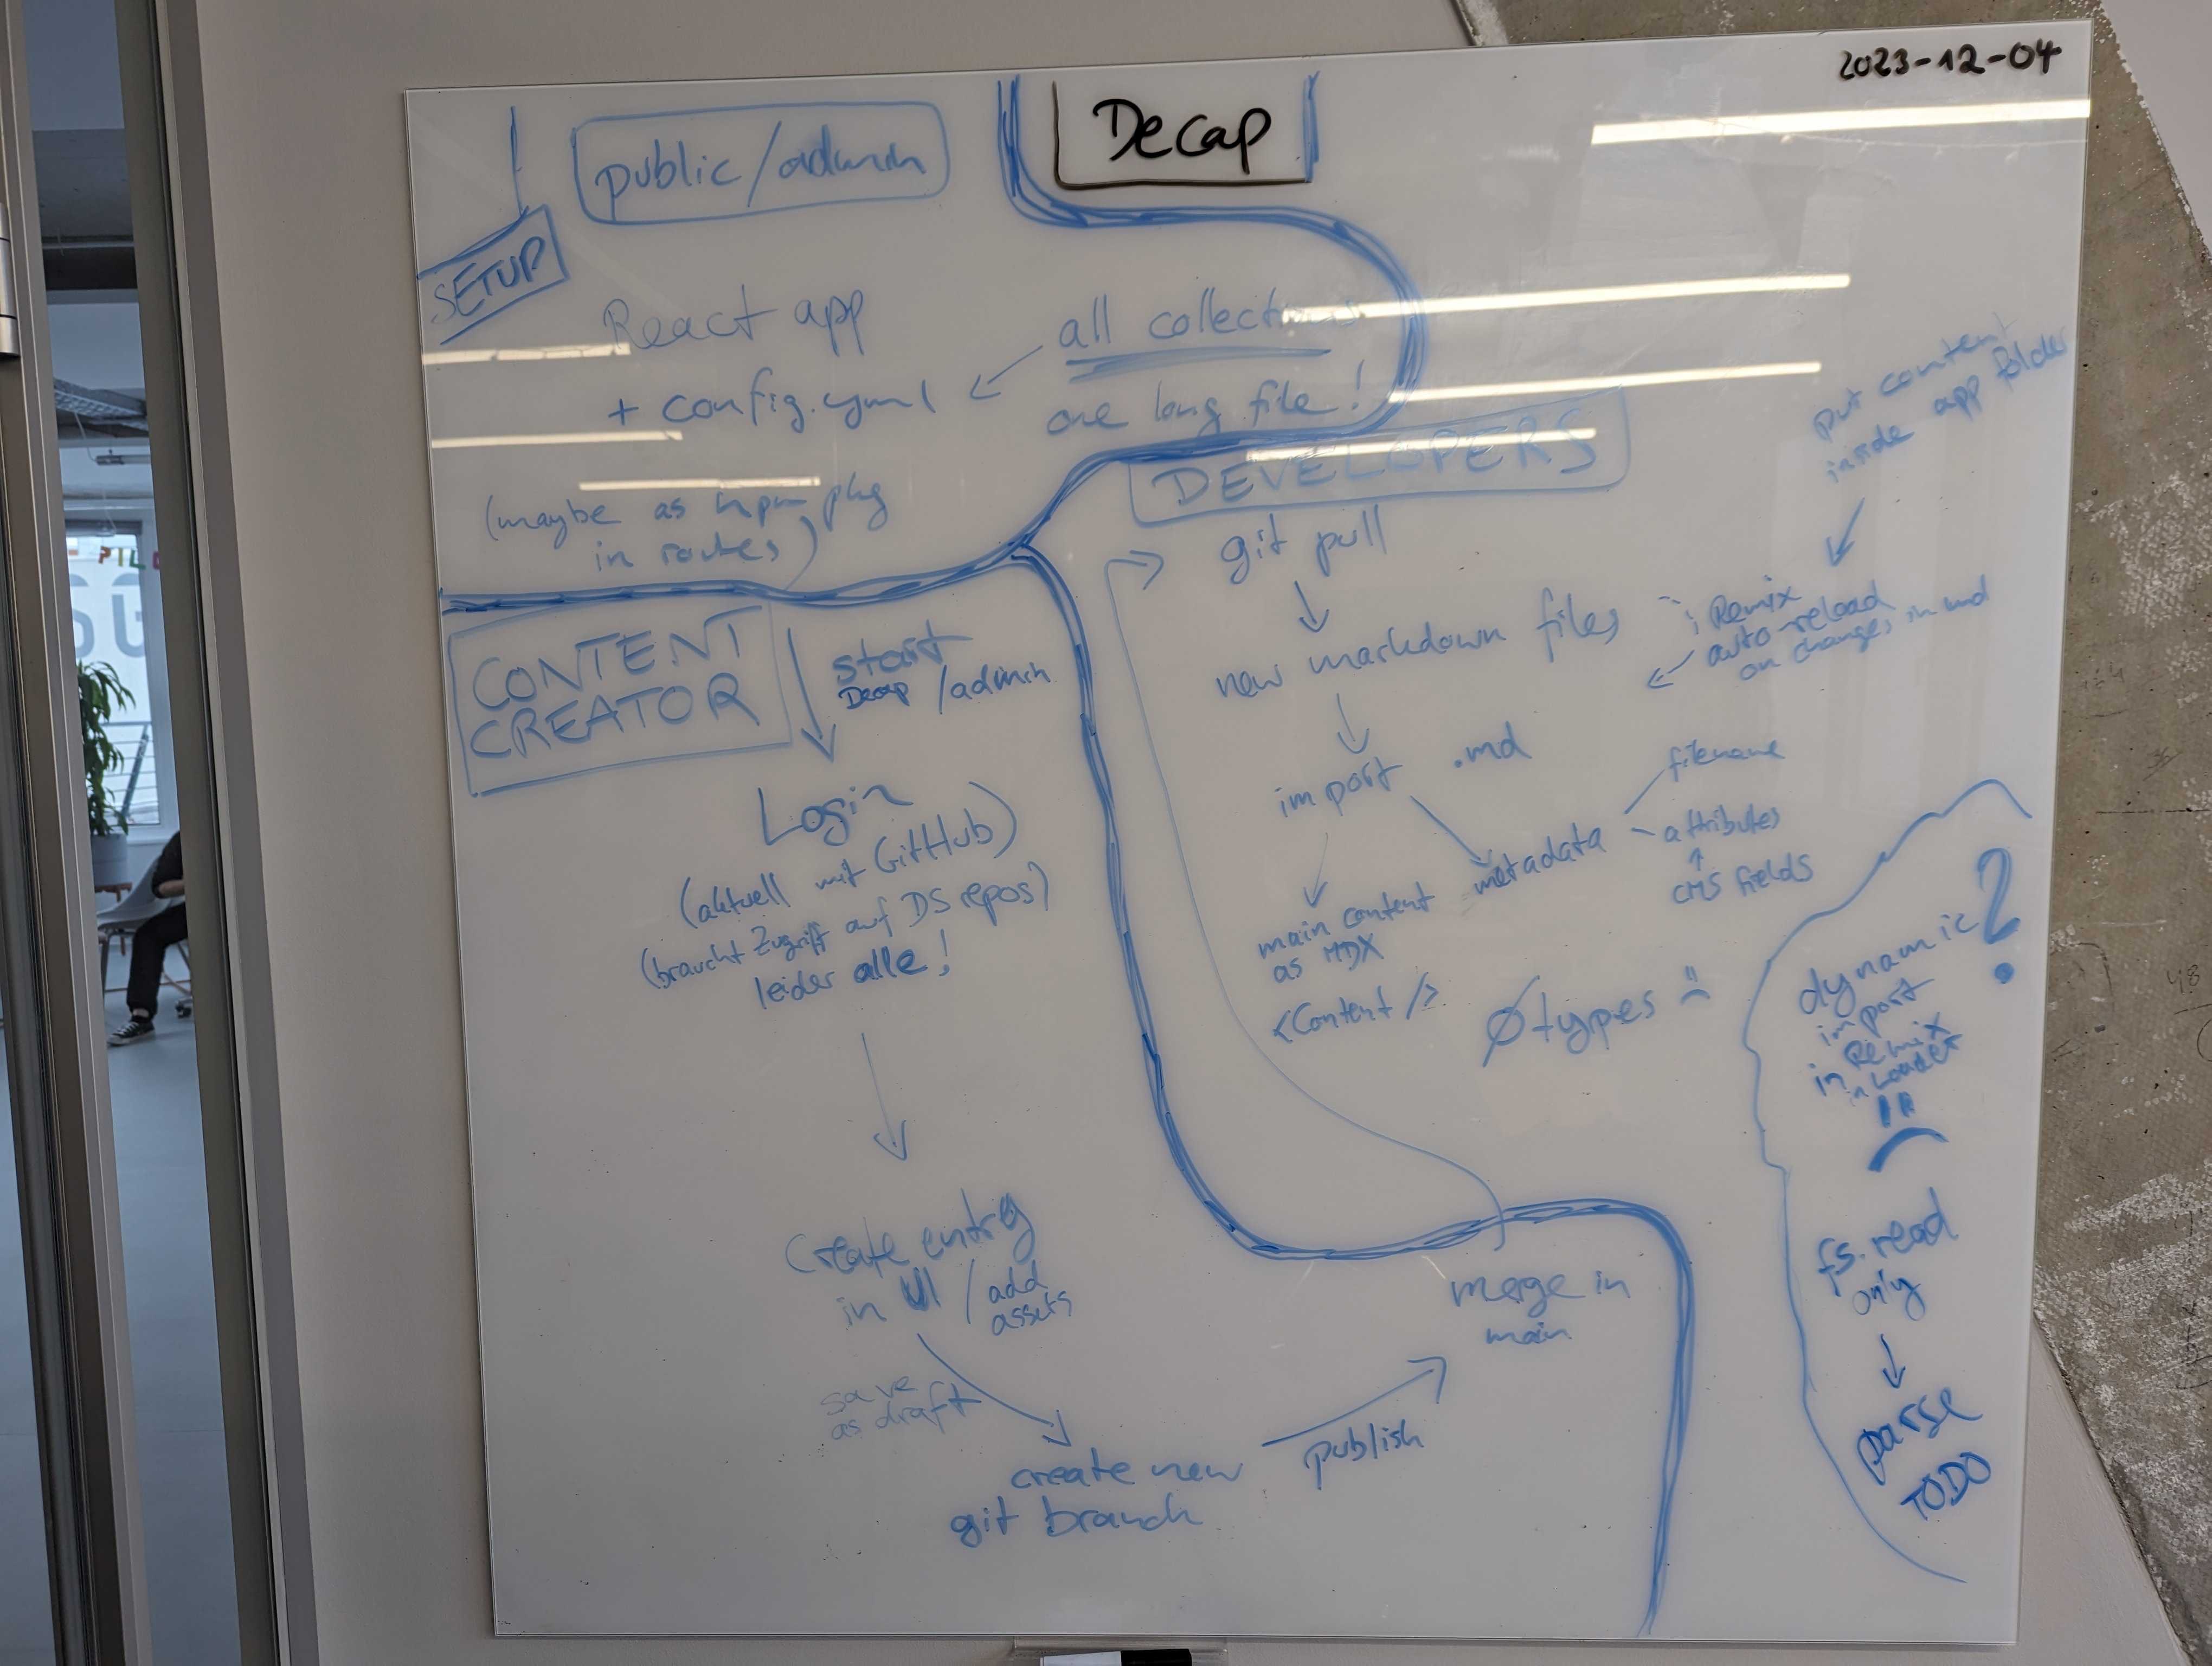 2023-12-04
Decap
public/admin
SETUP
React app
+ config.yml
all collections
one long file!
(maybe as npm pkg
in routes)
CONTENT
CREATOR
start
Decap /admin
Login
(aktuell mit GitHub)
(braucht Zugriff auf DS repos)
leider alle!
Create entry
in UI / add
assets
save
as draft
create new
git branch
publish
merge in
main
DEVELOPERS
git pull
new markdown files
put content
inside app folder
Remix
auto-reload
on changes in md
import .md
metadata
filename
attributes
CMS fields
main content
as MDX
<Content />
Ø types
dynamic ?
import
in Remix
in Loader
fs.read
only
parse
TODO